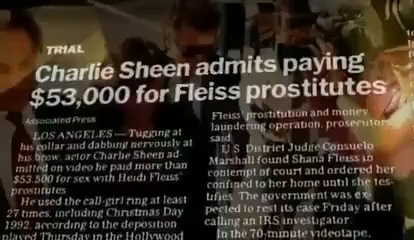 TRIAL
Charlie Sheen admits paying
$53,000 for Fleiss prostitutes
Associated Press
LOS ANGELES — Tugging at
his collar and dabbing nervously at
his brow, actor Charlie Sheen ad-
mitted on video he paid more than
$53,500 for sex with Heidi Fleiss'
prostitutes
He used the call-girl ring at least
27 times, including Christmas Day
1992, according to the deposition
played Thursday in the Hollywood
Fleiss' prostitution and money
laundering operation, prosecutors
said
U S District Judge Consuelo
Marshall found Shana Fleiss in
contempt of court and ordered her
confined to her home until she tes-
tifies. The government was ex-
pected to rest its case Friday after
calling an IRS investigator.
In the 70-minute videotape,